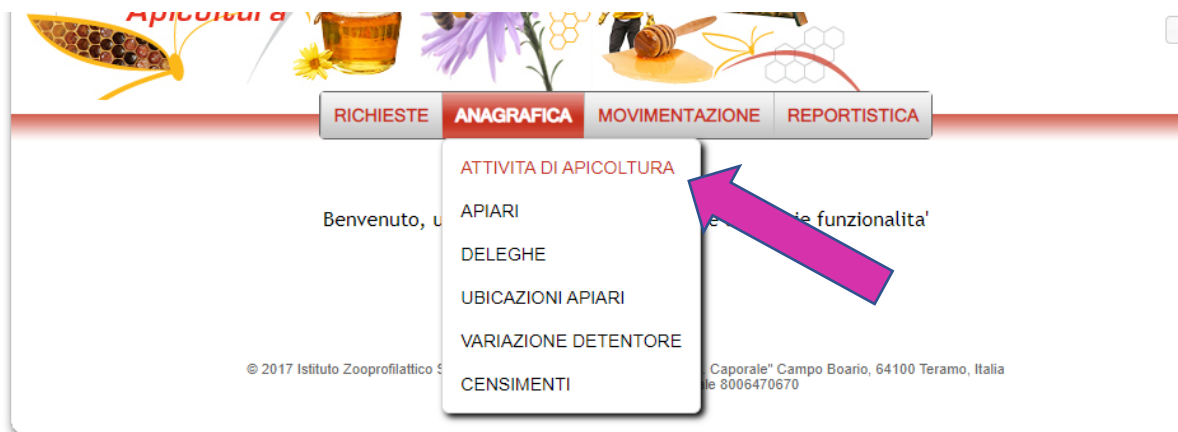 Apicoltura
RICHIESTE ANAGRAFICA MOVIMENTAZIONE REPORTISTICA
ATTIVITA DI APICOLTURA
APIARI
DELEGHE
UBICAZIONI APIARI
VARIAZIONE DETENTORE
CENSIMENTI
Benvenuto, funzionalita'
© 2017 Istituto Zooprofilattico Caporale" Campo Boario, 64100 Teramo, Italia
8006470670